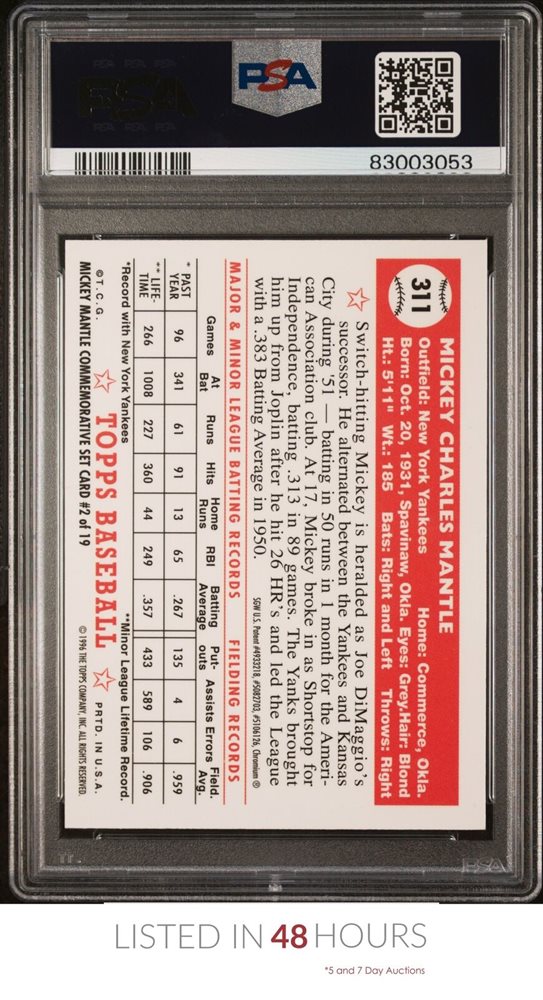 PSA
83003053
311
MICKEY CHARLES MANTLE
Outfield: New York Yankees Home: Commerce, Okla.
Born: Oct. 20, 1931, Spavinaw, Okla. Eyes: Grey.Hair: Blond
Ht.: 5'11" Wt.: 185 Bats: Right and Left Throws: Right
Switch-hitting Mickey is heralded as Joe DiMaggio's
successor. He alternated between the Yankees and Kansas
City during '51 — batting in 50 runs in 1 month for the Ameri-
can Association club. At 17, Mickey broke in as Shortstop for
Independence, batting .313 in 89 games. The Yanks brought
him up from Joplin after he hit 26 HR's and led the League
with a .383 Batting Average in 1950.
SGW U.S. Patent #4933218, #5082703, #5106126, Chromium ®
MAJOR & MINOR LEAGUE BATTING RECORDS FIELDING RECORDS
Games At Bat Runs Hits Home Runs RBI Batting Average Put-outs Assists Errors Field. Avg.
* PAST YEAR 96 341 61 91 13 65 .267 135 4 6 .959
** LIFE-TIME 266 1008 227 360 44 249 .357 433 589 106 .906
*Record with New York Yankees **Minor League Lifetime Record.
© T. C. G. TOPPS BASEBALL PRTD. IN U.S.A.
MICKEY MANTLE COMMEMORATIVE SET CARD #2 of 19 © 1996 THE TOPPS COMPANY, INC. ALL RIGHTS RESERVED
PSA
LISTED IN 48 HOURS
*5 and 7 Day Auctions